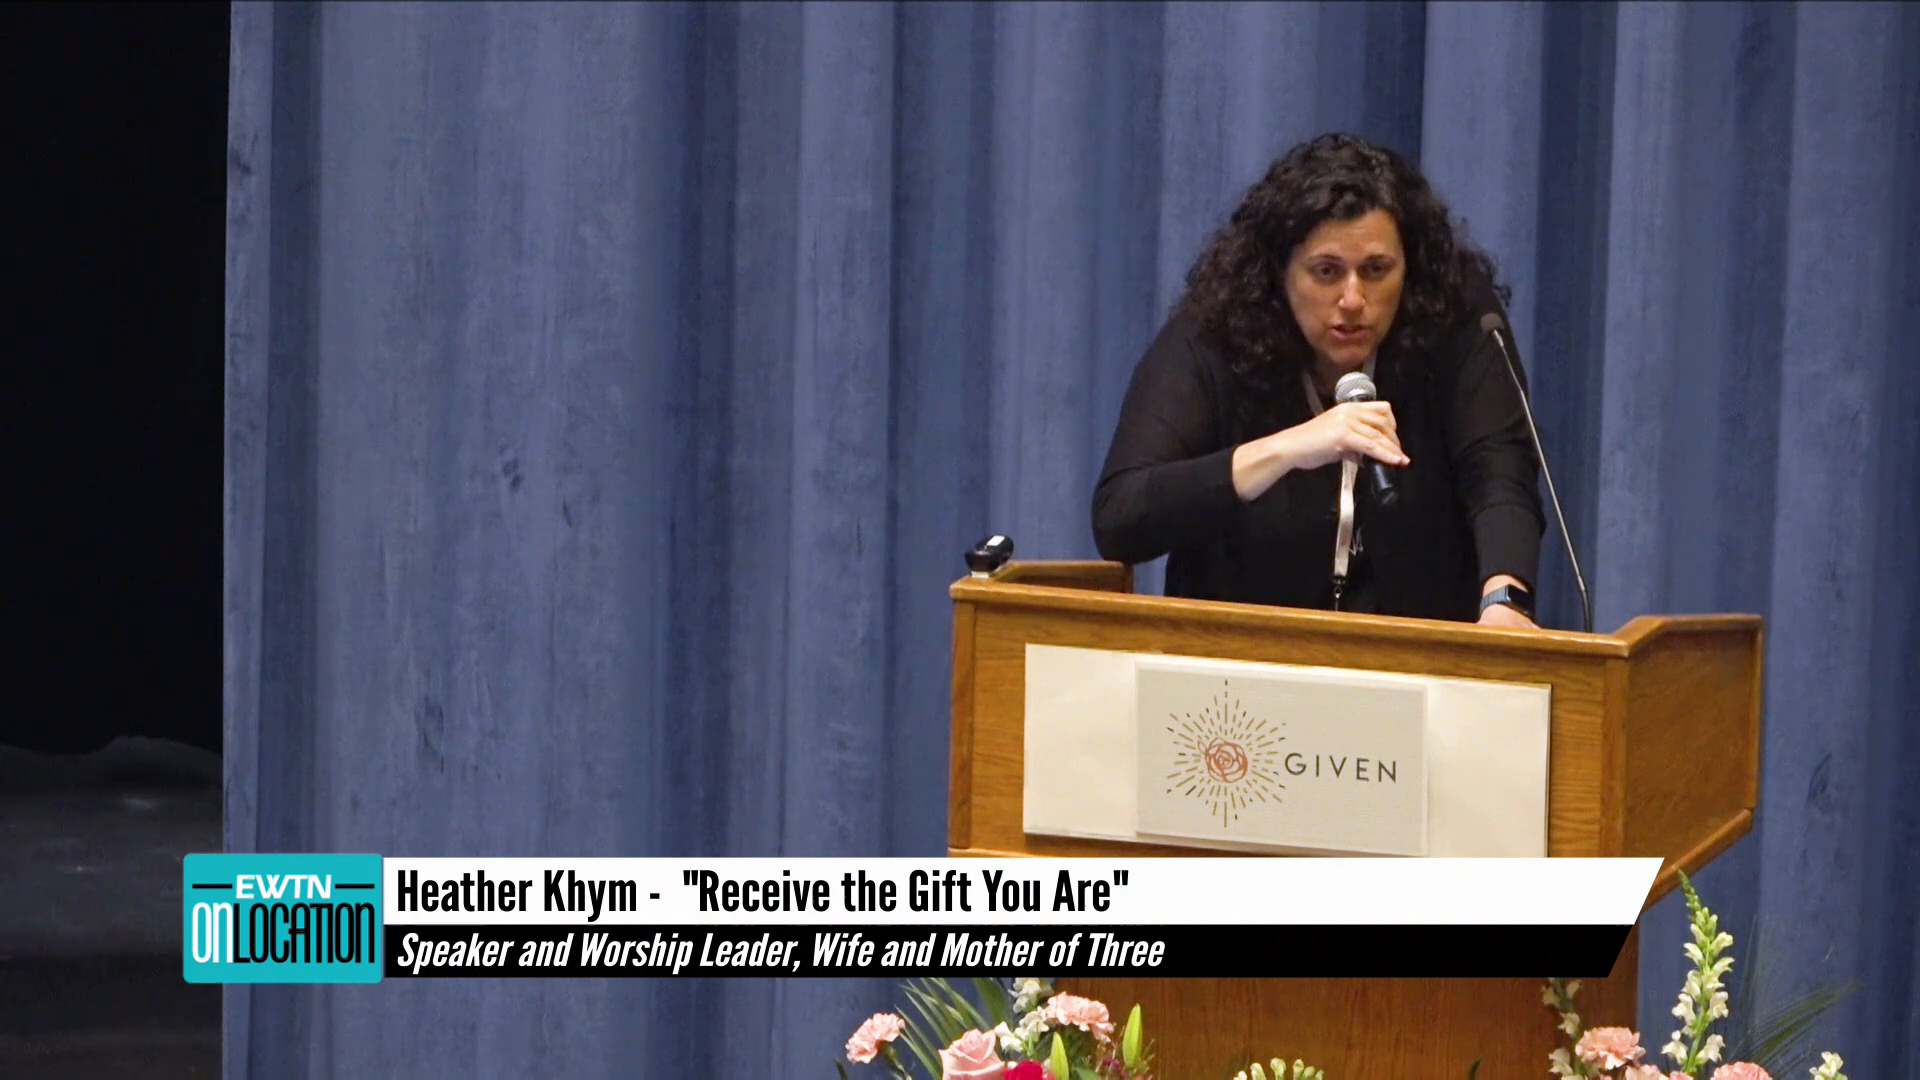 GIVEN
EWTN
ONLOCATION
Heather Khym - "Receive the Gift You Are"
Speaker and Worship Leader, Wife and Mother of Three